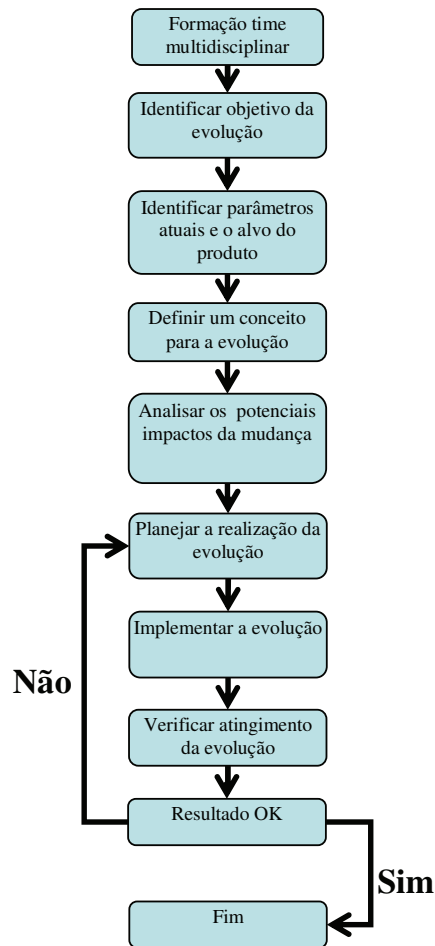 Formação time
multidisciplinar
Identificar objetivo da
evolução
Identificar parâmetros
atuais e o alvo do
produto
Definir um conceito
para a evolução
Analisar os potenciais
impactos da mudança
Planejar a realização da
evolução
Implementar a evolução
Não
Verificar atingimento
da evolução
Resultado OK
Sim
Fim